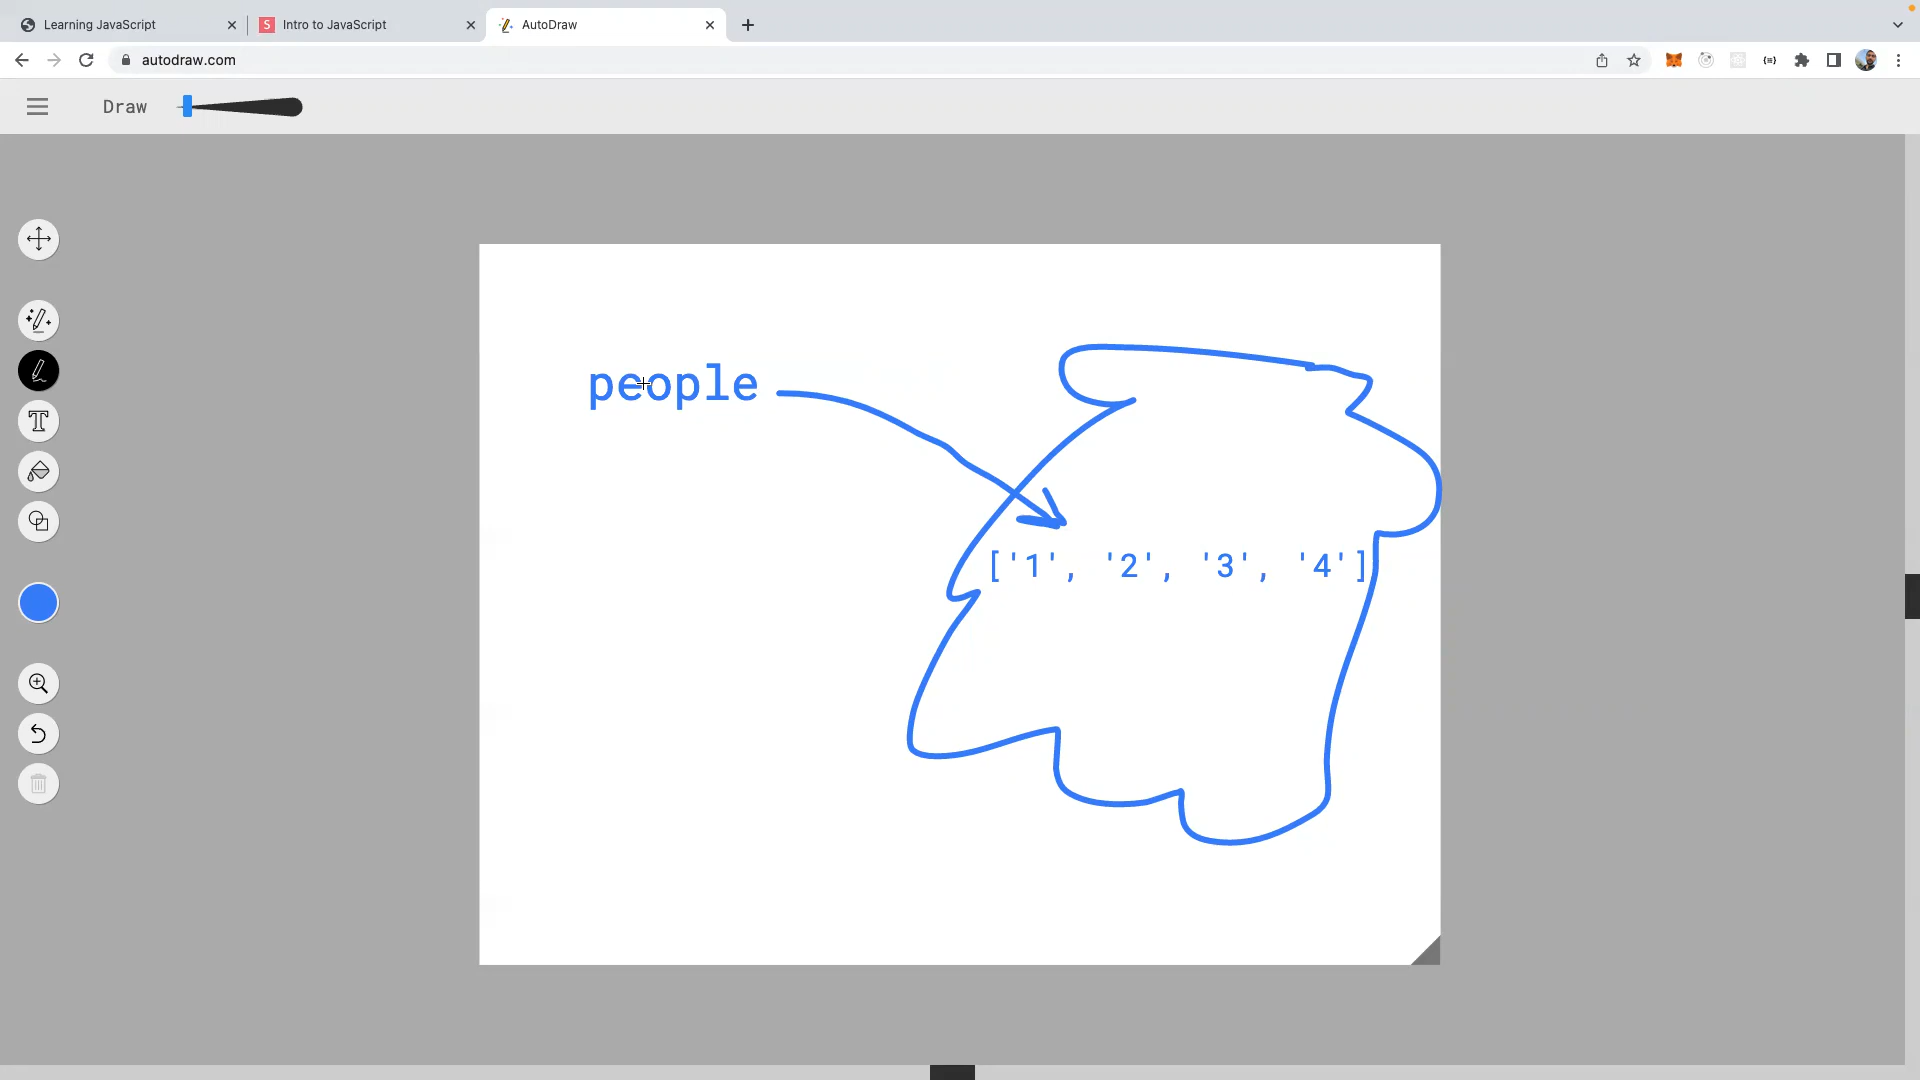 Learning JavaScript
S Intro to JavaScript
AutoDraw
autodraw.com
Draw
people
['1', '2', '3', '4']
T